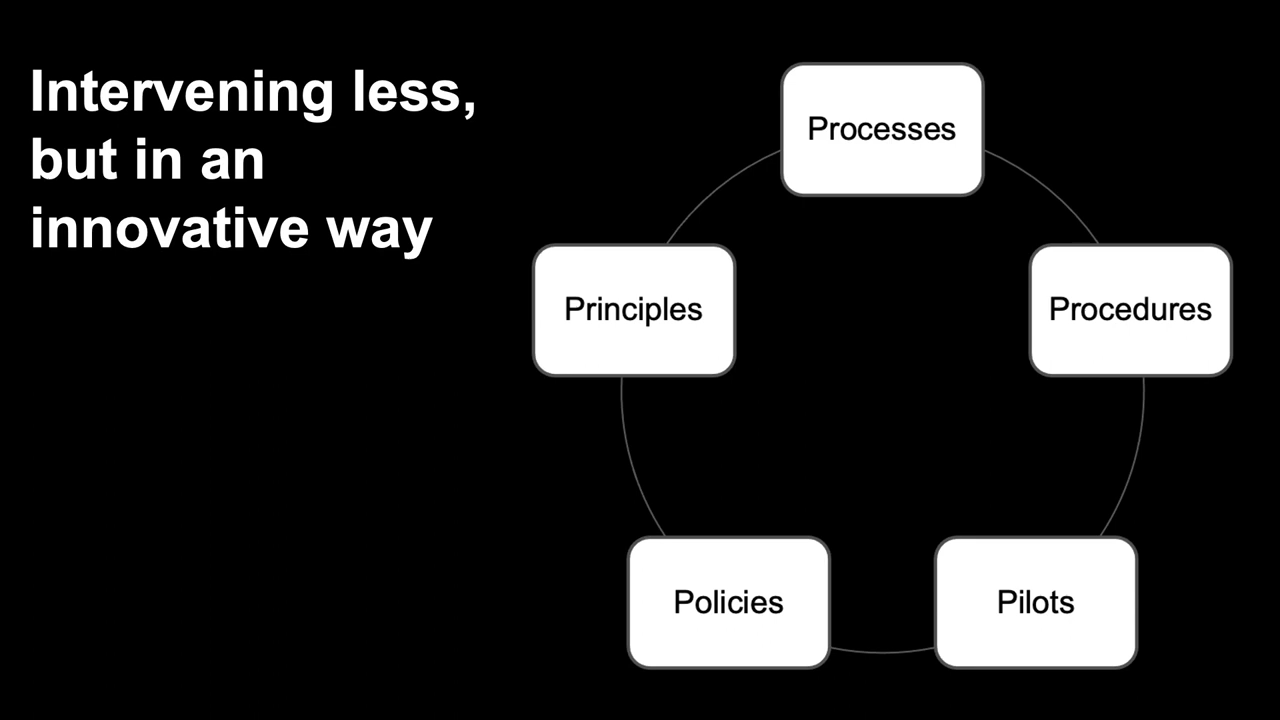 Intervening less,
but in an
innovative way
Processes
Principles
Procedures
Policies
Pilots